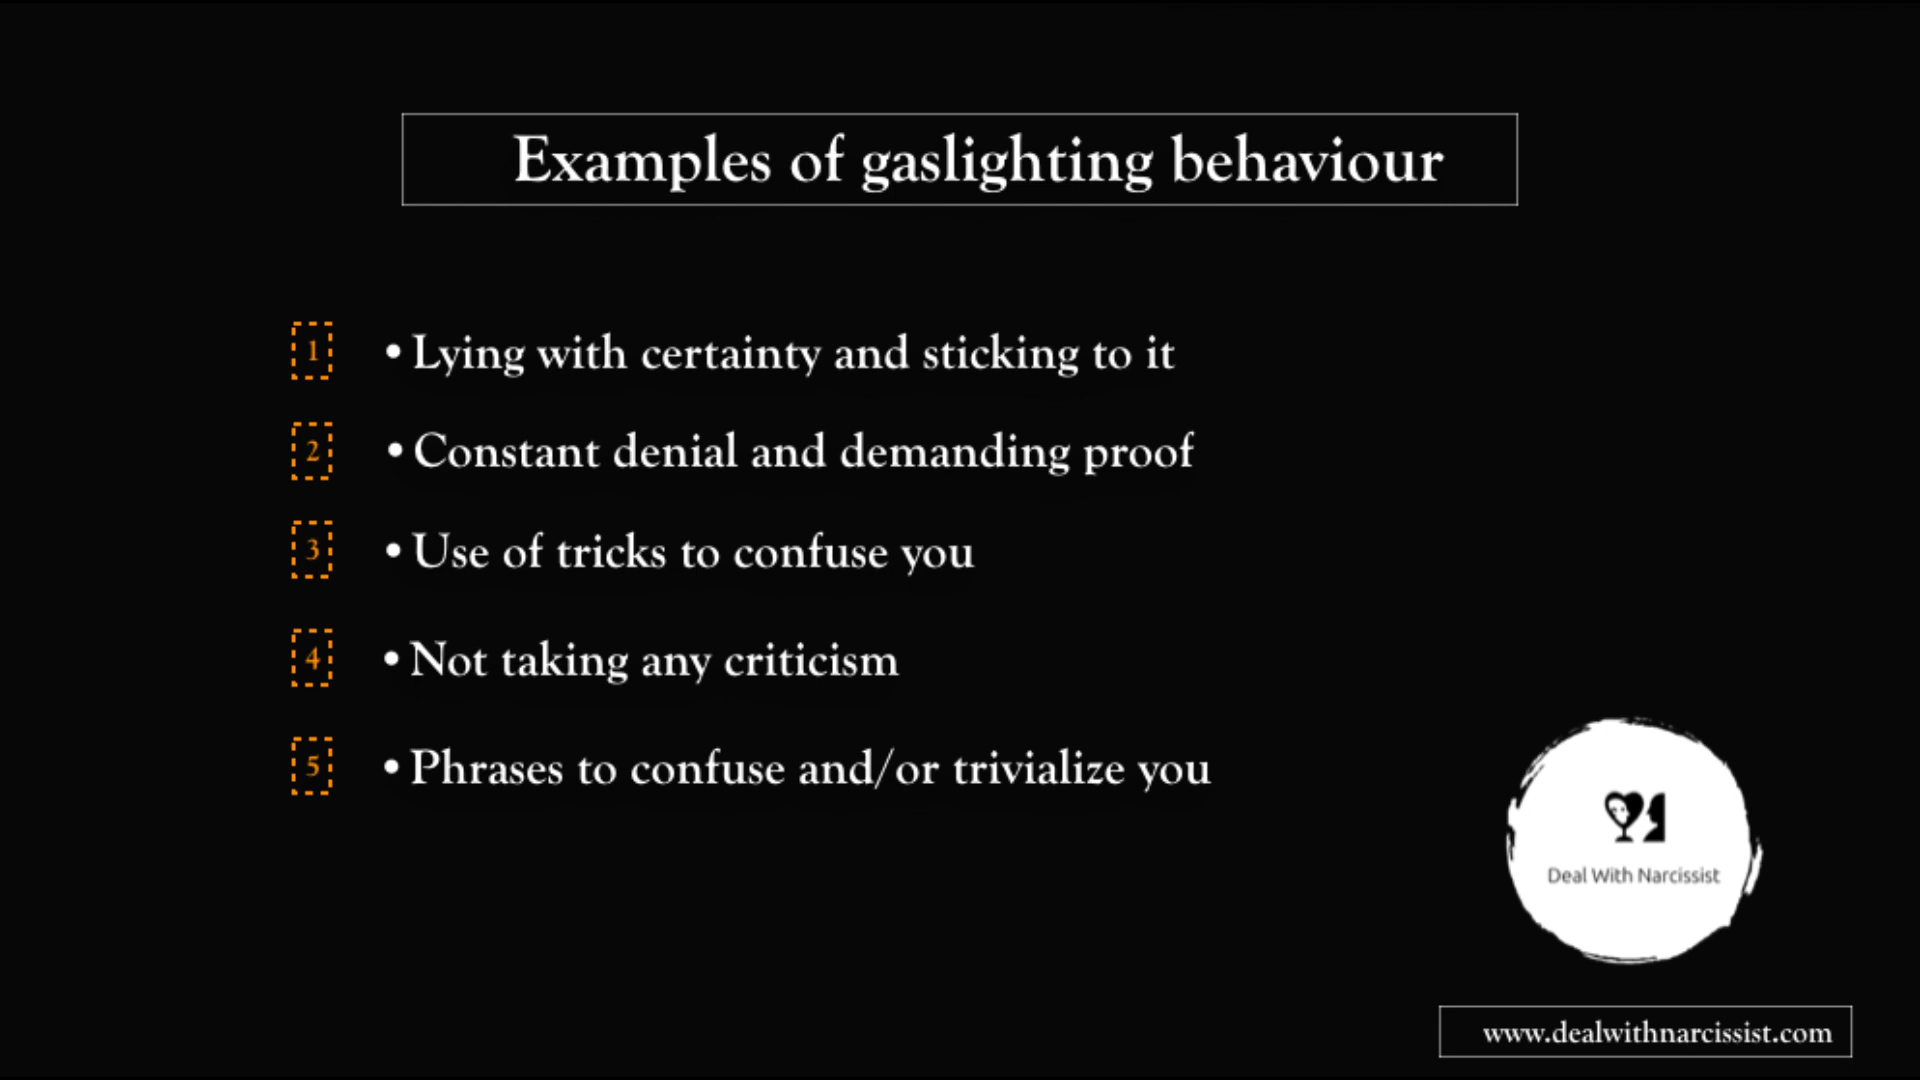 Examples of gaslighting behaviour
1 • Lying with certainty and sticking to it
2 • Constant denial and demanding proof
3 • Use of tricks to confuse you
4 • Not taking any criticism
5 • Phrases to confuse and/or trivialize you
Deal With Narcissist
www.dealwithnarcissist.com